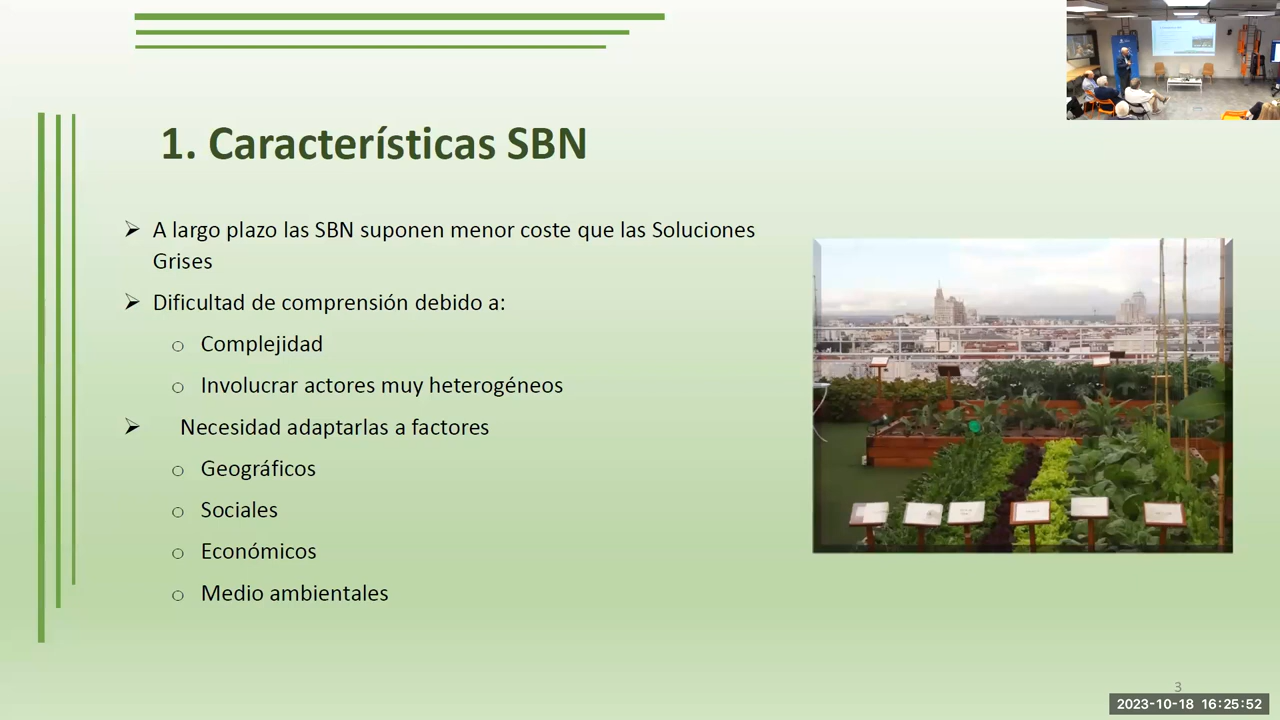 1. Características SBN
➢ A largo plazo las SBN suponen menor coste que las Soluciones
Grises
➢ Dificultad de comprensión debido a:
o Complejidad
o Involucrar actores muy heterogéneos
➢ Necesidad adaptarlas a factores
o Geográficos
o Sociales
o Económicos
o Medio ambientales
3
2023-10-18 16:25:52